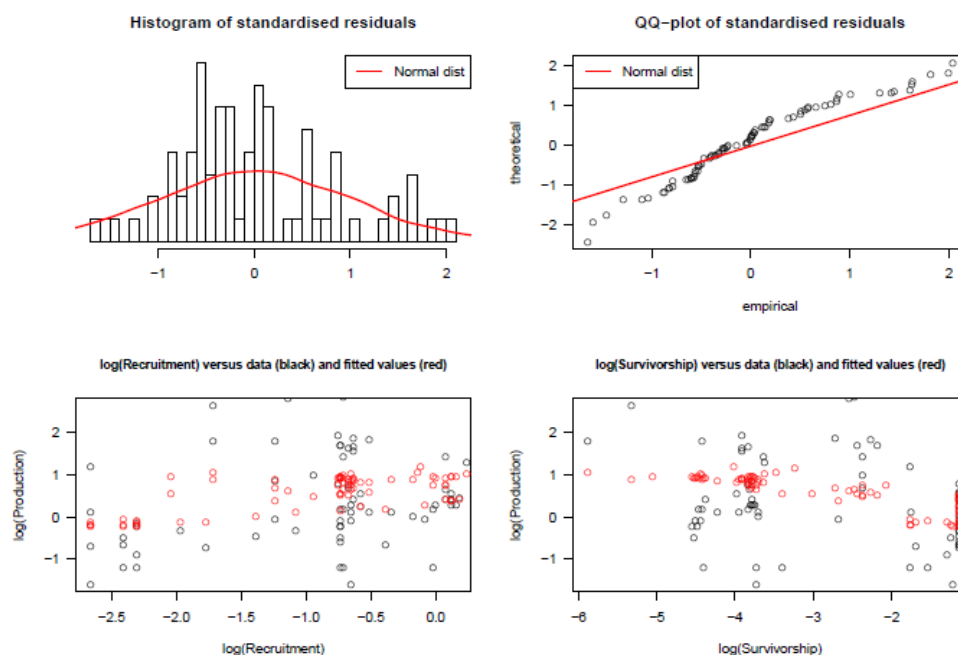 Histogram of standardised residuals
Normal dist
−1 0 1 2
QQ−plot of standardised residuals
Normal dist
theoretical
2
1
0
−1
−2
−1 0 1 2
empirical
log(Recruitment) versus data (black) and fitted values (red)
log(Production)
2
1
0
−1
−2.5 −2.0 −1.5 −1.0 −0.5 0.0
log(Recruitment)
log(Survivorship) versus data (black) and fitted values (red)
log(Production)
2
1
0
−1
−6 −5 −4 −3 −2
log(Survivorship)